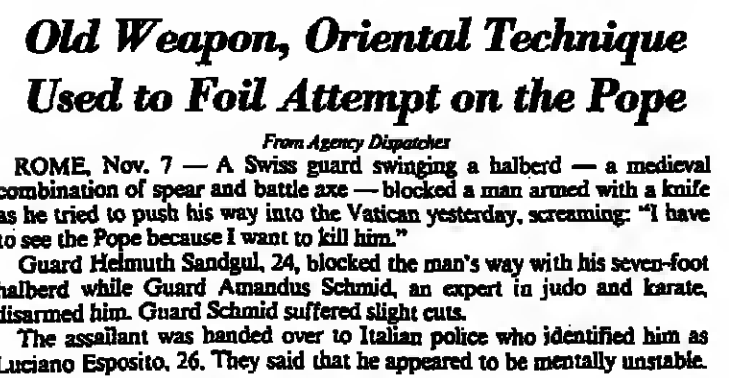 Old Weapon, Oriental Technique
Used to Foil Attempt on the Pope
From Agency Dispatches
ROME, Nov. 7 — A Swiss guard swinging a halberd — a medieval
combination of spear and battle axe — blocked a man armed with a knife
as he tried to push his way into the Vatican yesterday, screaming: "I have
to see the Pope because I want to kill him."
Guard Helmuth Sandgul, 24, blocked the man's way with his seven-foot
halberd while Guard Amandus Schmid, an expert in judo and karate,
disarmed him. Guard Schmid suffered slight cuts.
The assailant was handed over to Italian police who identified him as
Luciano Esposito, 26. They said that he appeared to be mentally unstable.